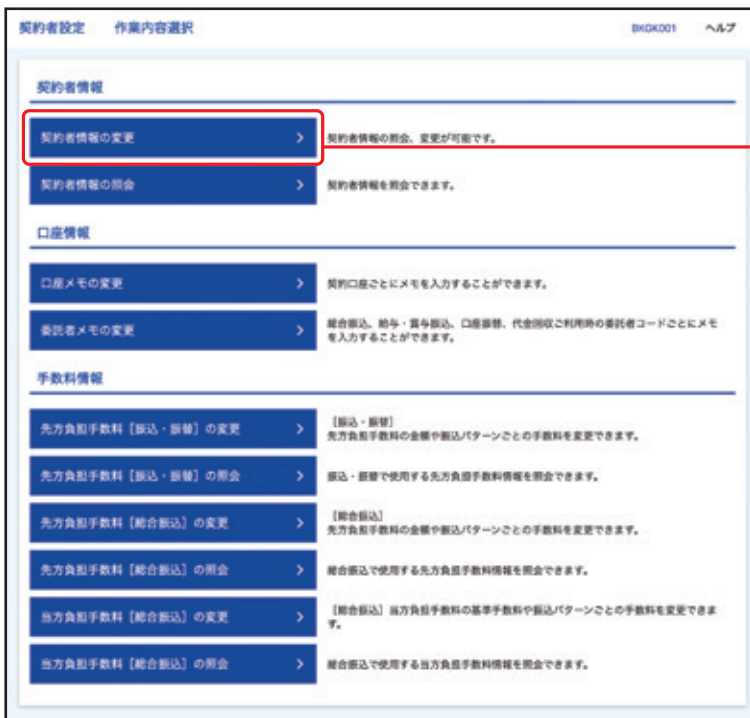 契約者設定 作業内容選択 BKGK001 ヘルプ
契約者情報
契約者情報の変更 契約者情報の照会、変更が可能です。
契約者情報の照会 契約者情報を照会できます。
口座情報
口座メモの変更 契約口座ごとにメモを入力することができます。
委託者メモの変更 総合振込、給与・賞与振込、口座振替、代金回収ご利用時の委託者コードごとにメモ
を入力することができます。
手数料情報
先方負担手数料［振込・振替］の変更 ［振込・振替］
先方負担手数料の金額や振込パターンごとの手数料を変更できます。
先方負担手数料［振込・振替］の照会 振込・振替で使用する先方負担手数料情報を照会できます。
先方負担手数料［総合振込］の変更 ［総合振込］
先方負担手数料の金額や振込パターンごとの手数料を変更できます。
先方負担手数料［総合振込］の照会 総合振込で使用する先方負担手数料情報を照会できます。
当方負担手数料［総合振込］の変更 ［総合振込］当方負担手数料の基準手数料や振込パターンごとの手数料を変更できま
す。
当方負担手数料［総合振込］の照会 総合振込で使用する当方負担手数料情報を照会できます。